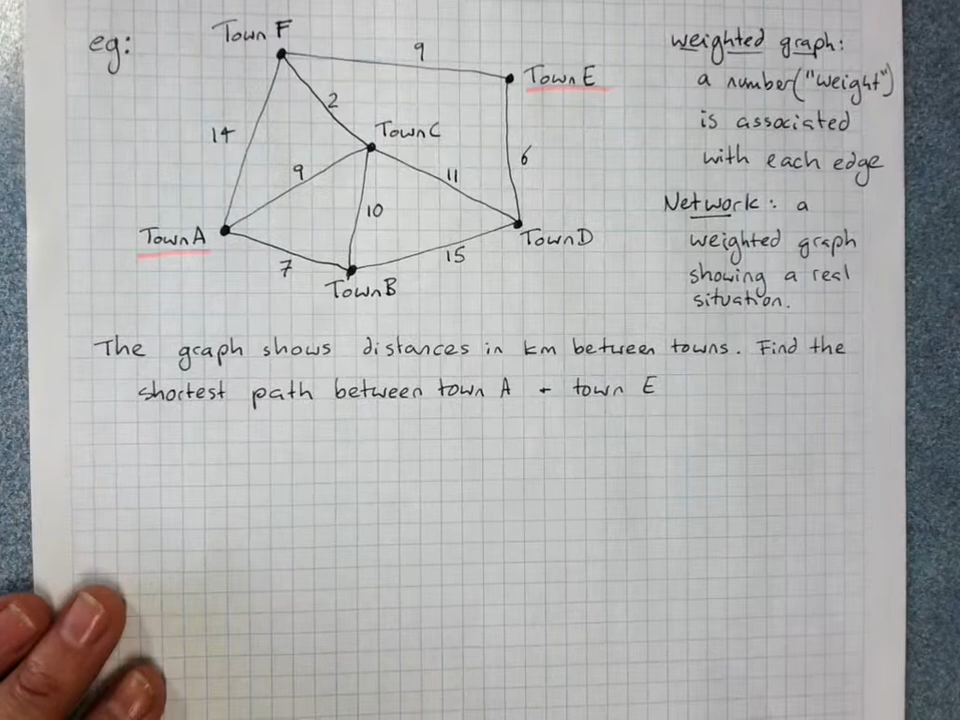 eg:
Town F
9
Town E
2
14
Town C
9
11
6
10
Town A
Town D
7
15
Town B
weighted graph:
a number("weight")
is associated
with each edge
Network: a
weighted graph
showing a real
situation.
The graph shows distances in km between towns. Find the
shortest path between town A + town E